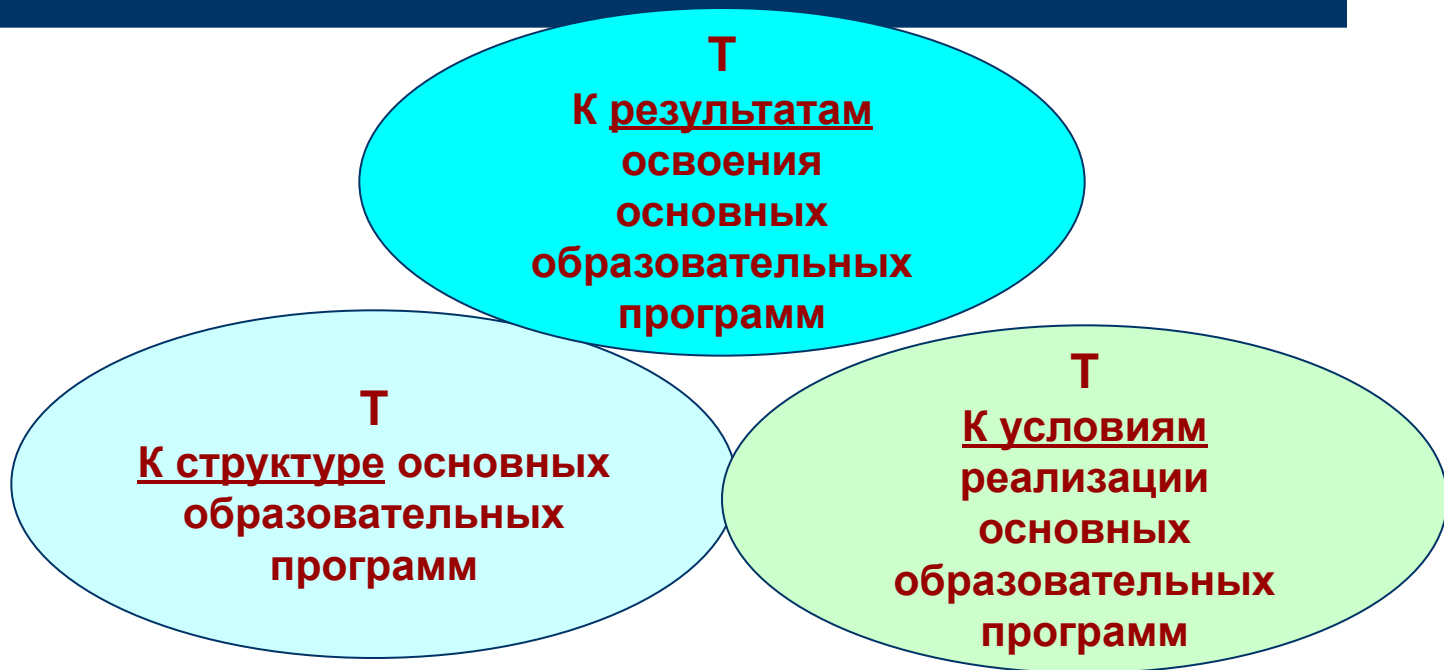 Т
К результатам
освоения
основных
образовательных
программ
Т
К структуре основных
образовательных
программ
Т
К условиям
реализации
основных
образовательных
программ